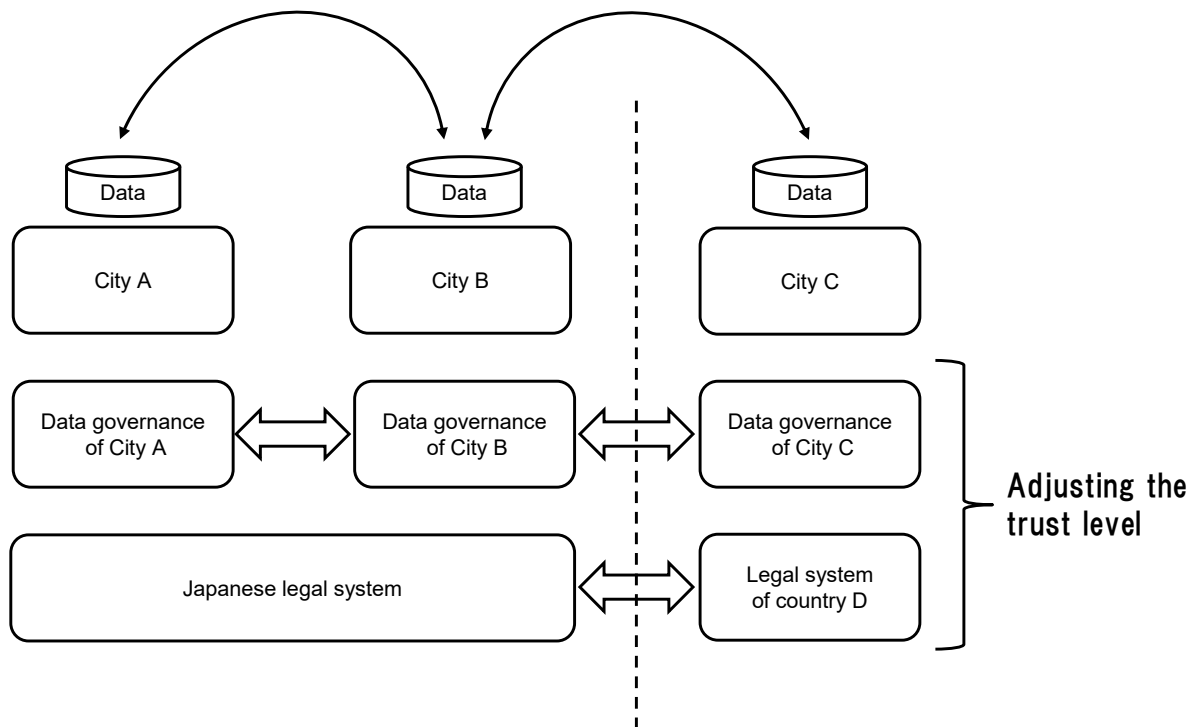 Data
Data
Data
City A
City B
City C
Data governance
of City A
Data governance
of City B
Data governance
of City C
Adjusting the
trust level
Japanese legal system
Legal system
of country D